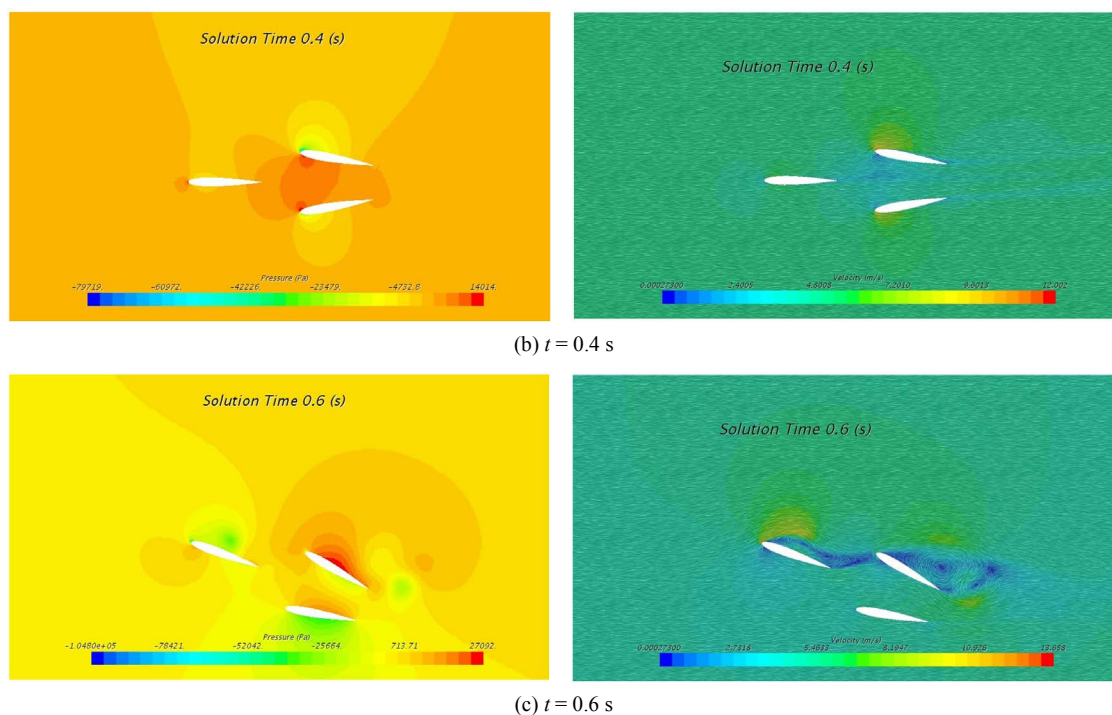 Solution Time 0.4 (s)
Pressure (Pa)
-79719. -60972. -42226. -23479. -4732.6 14014.
Solution Time 0.4 (s)
Velocity (m/s)
0.00027300 2.4005 4.8008 7.2010 9.6013 12.002
(b) t = 0.4 s
Solution Time 0.6 (s)
Pressure (Pa)
-1.0480e+05 -78421. -52042. -25664. 713.71 27092.
Solution Time 0.6 (s)
Velocity (m/s)
0.00027300 2.7318 5.4633 8.1947 10.926 13.658
(c) t = 0.6 s